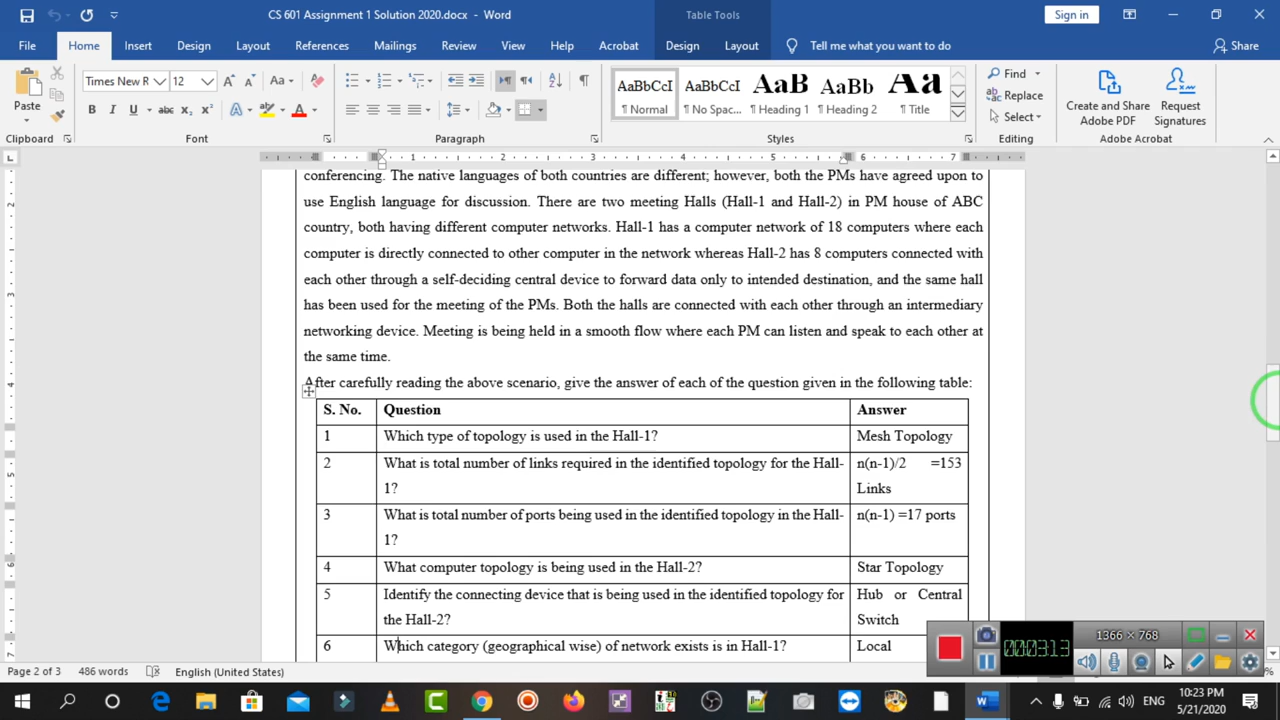 CS 601 Assignment 1 Solution 2020.docx - Word
Table Tools
Sign in
File
Home
Insert
Design
Layout
References
Mailings
Review
View
Help
Acrobat
Design
Layout
Tell me what you want to do
Share
Paste
Times New R
12
AaBbCcI
AaBbCcI
AaB
AaBb
Aa
¶ Normal
¶ No Spac...
¶ Heading 1
¶ Heading 2
¶ Title
Find
Replace
Select
Create and Share
Adobe PDF
Request
Signatures
Clipboard
Font
Paragraph
Styles
Editing
Adobe Acrobat
1 2 3 4 5 6 7
conferencing. The native languages of both countries are different; however, both the PMs have agreed upon to
use English language for discussion. There are two meeting Halls (Hall-1 and Hall-2) in PM house of ABC
country, both having different computer networks. Hall-1 has a computer network of 18 computers where each
computer is directly connected to other computer in the network whereas Hall-2 has 8 computers connected with
each other through a self-deciding central device to forward data only to intended destination, and the same hall
has been used for the meeting of the PMs. Both the halls are connected with each other through an intermediary
networking device. Meeting is being held in a smooth flow where each PM can listen and speak to each other at
the same time.
After carefully reading the above scenario, give the answer of each of the question given in the following table:
S. No. Question Answer
1 Which type of topology is used in the Hall-1? Mesh Topology
2 What is total number of links required in the identified topology for the Hall- n(n-1)/2 =153
1? Links
3 What is total number of ports being used in the identified topology in the Hall- n(n-1) =17 ports
1?
4 What computer topology is being used in the Hall-2? Star Topology
5 Identify the connecting device that is being used in the identified topology for Hub or Central
the Hall-2? Switch
6 Which category (geographical wise) of network exists is in Hall-1? Local
00:03:13
1366 × 768
Page 2 of 3
486 words
English (United States)
%
ENG
10:23 PM
5/21/2020